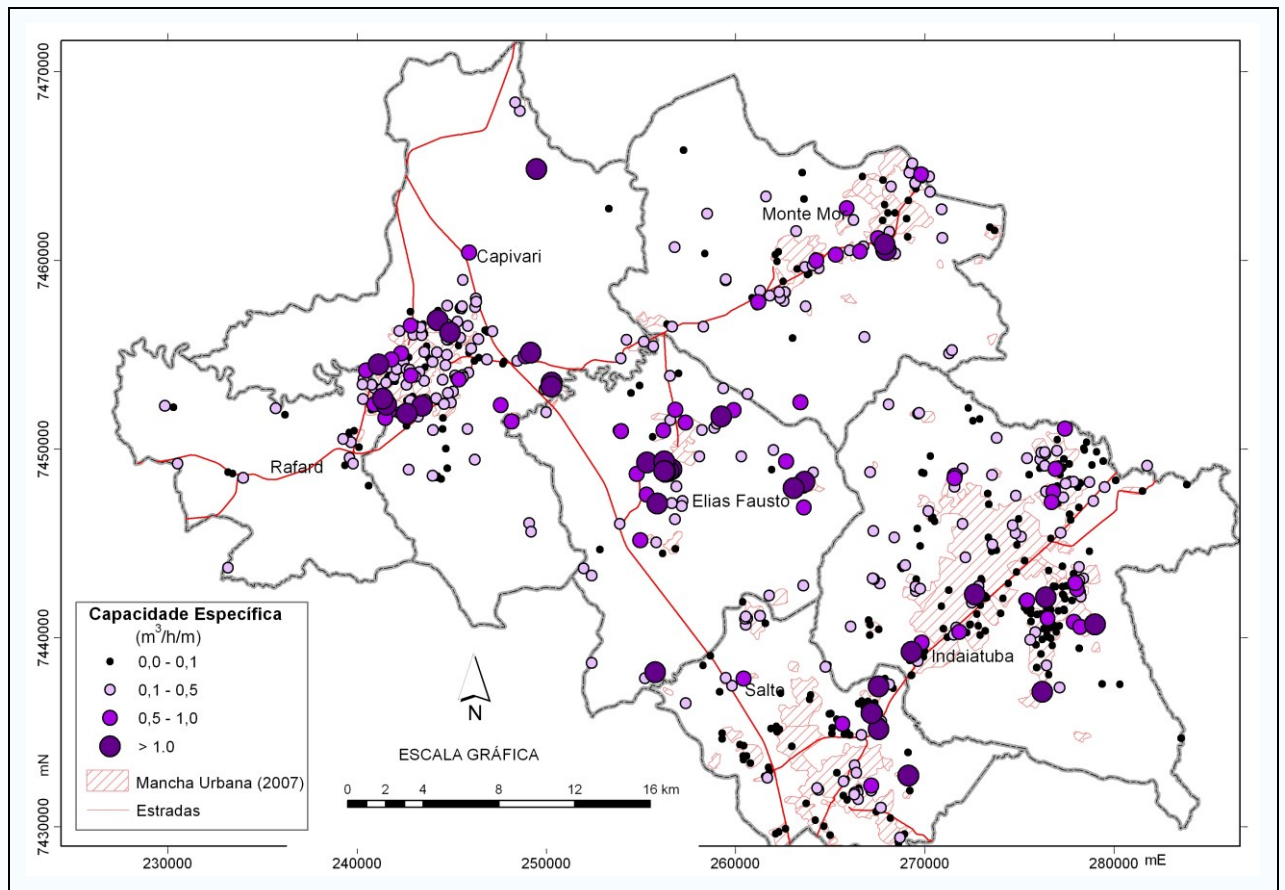 7470000
7460000
7450000
7440000
mN
7430000
Monte Mor
Capivari
Rafard
Elias Fausto
Indaiatuba
Salto
Capacidade Específica
(m³/h/m)
0,0 - 0,1
0,1 - 0,5
0,5 - 1,0
> 1.0
Mancha Urbana (2007)
Estradas
N
ESCALA GRÁFICA
0 2 4 8 12 16 km
230000 240000 250000 260000 270000 280000 mE